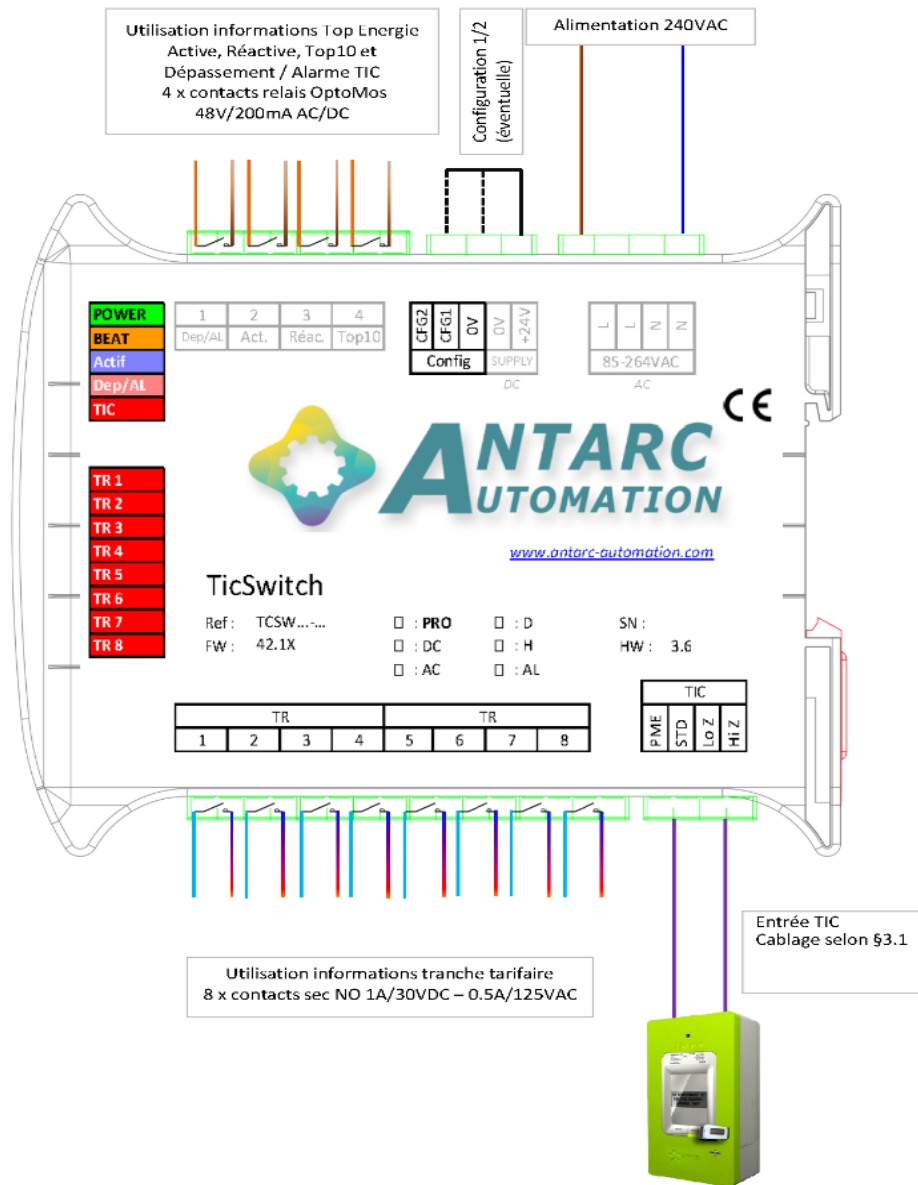 Utilisation informations Top Energie
Active, Réactive, Top10 et
Dépassement / Alarme TIC
4 x contacts relais OptoMos
48V/200mA AC/DC
Configuration 1/2
(éventuelle)
Alimentation 240VAC
POWER
BEAT
Actif
Dep/AL
TIC
1 2 3 4
Dep/AL Act. Réac. Top10
CFG2 CFG1 0V 0V +24V
Config SUPPLY
DC
L L N N
85-264VAC
AC
CE
ANTARC
AUTOMATION
www.antarc-automation.com
TR 1
TR 2
TR 3
TR 4
TR 5
TR 6
TR 7
TR 8
TicSwitch
Ref : TCSW...-... : PRO : D SN :
FW : 42.1X : DC : H HW : 3.6
: AC : AL
TR TR
1 2 3 4 5 6 7 8
TIC
PME STD Lo Z Hi Z
Entrée TIC
Cablage selon §3.1
Utilisation informations tranche tarifaire
8 x contacts sec NO 1A/30VDC – 0.5A/125VAC